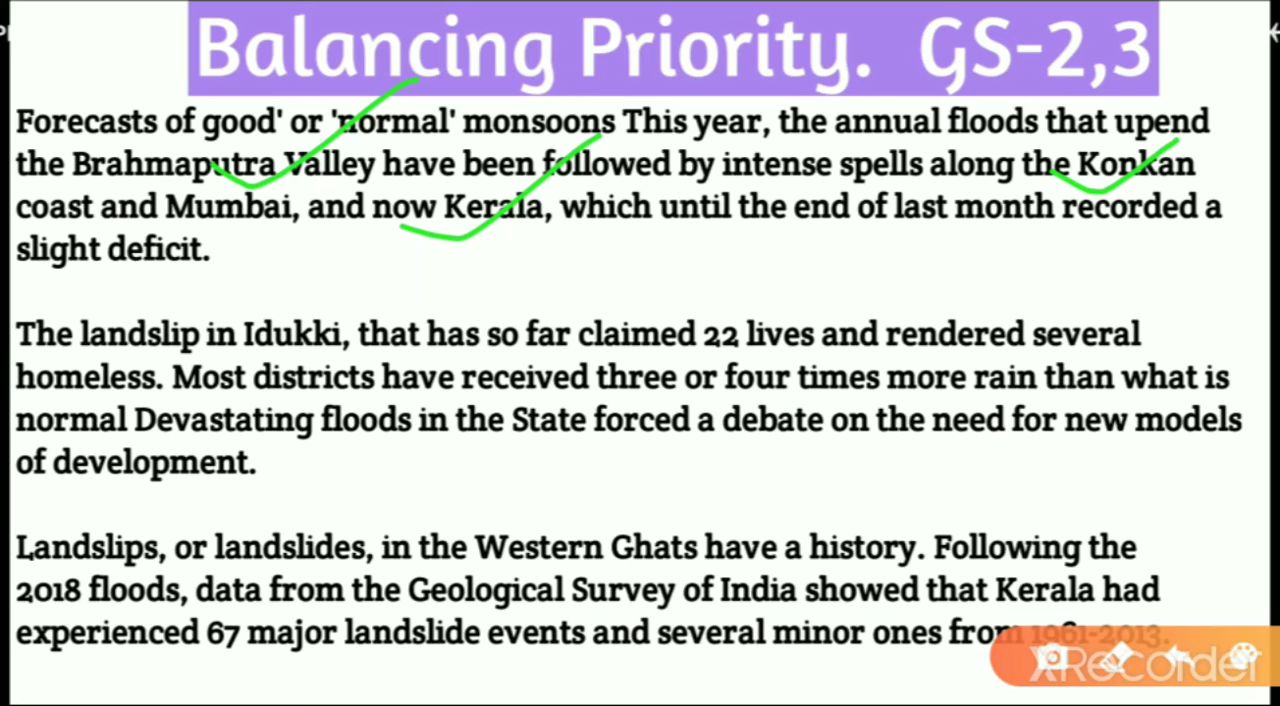 Balancing Priority. GS-2,3
Forecasts of good' or 'normal' monsoons This year, the annual floods that upend
the Brahmaputra Valley have been followed by intense spells along the Konkan
coast and Mumbai, and now Kerala, which until the end of last month recorded a
slight deficit.
The landslip in Idukki, that has so far claimed 22 lives and rendered several
homeless. Most districts have received three or four times more rain than what is
normal Devastating floods in the State forced a debate on the need for new models
of development.
Landslips, or landslides, in the Western Ghats have a history. Following the
2018 floods, data from the Geological Survey of India showed that Kerala had
experienced 67 major landslide events and several minor ones from 1961-2013.
XRecorder